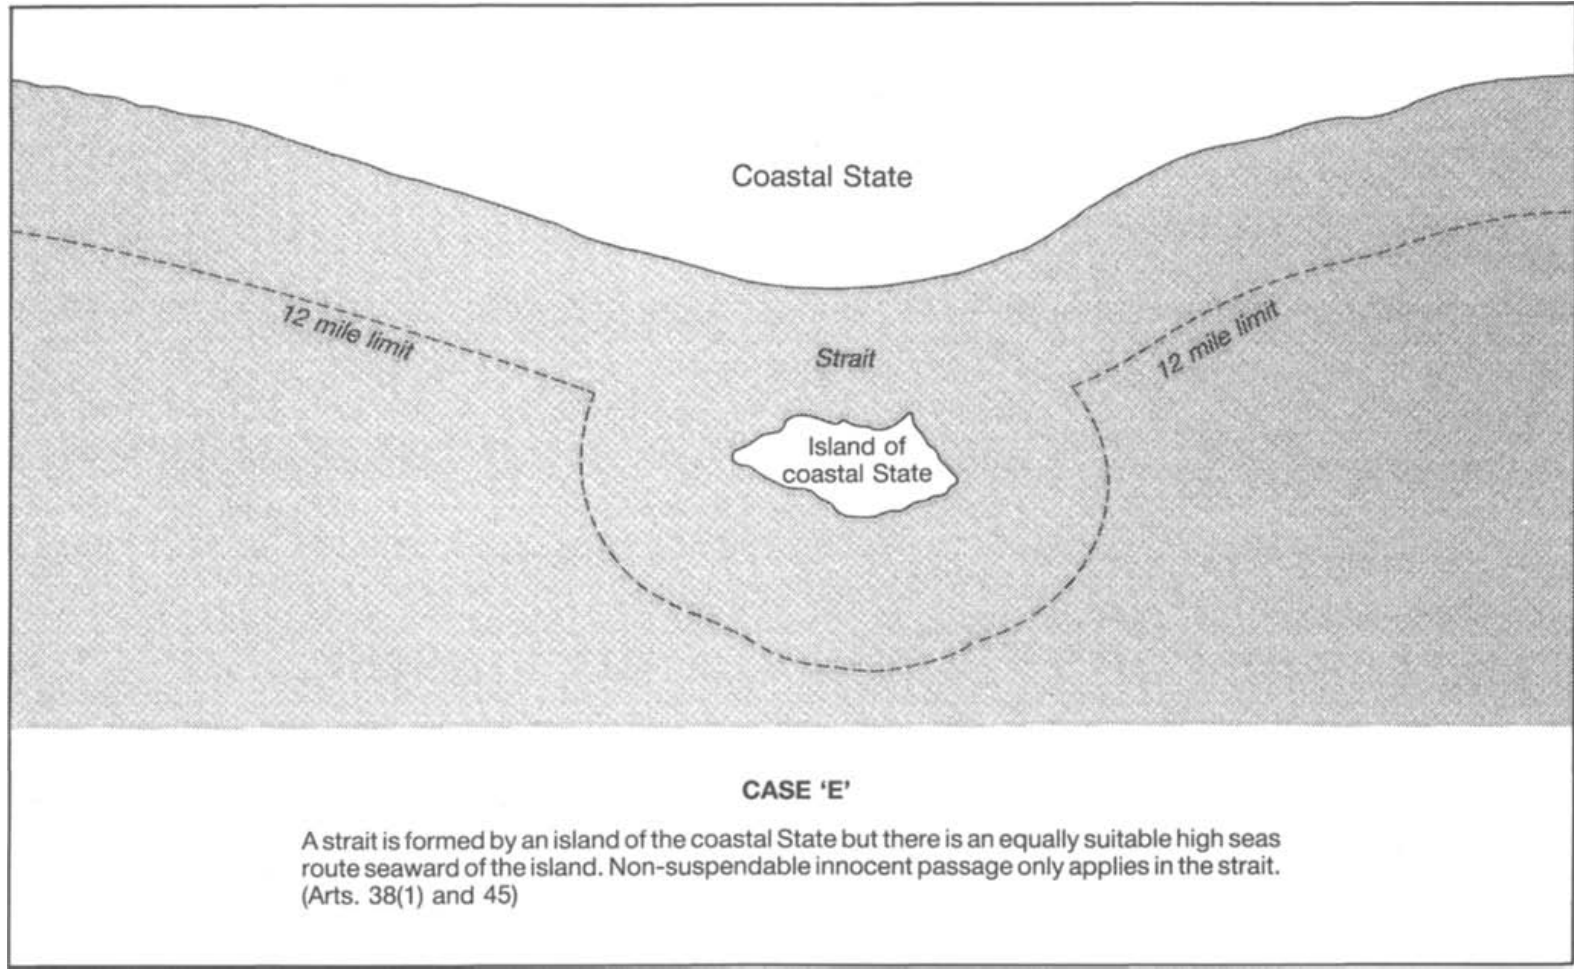 Coastal State
12 mile limit
Strait
12 mile limit
Island of
coastal State
CASE ‘E’
A strait is formed by an island of the coastal State but there is an equally suitable high seas
route seaward of the island. Non-suspendable innocent passage only applies in the strait.
(Arts. 38(1) and 45)